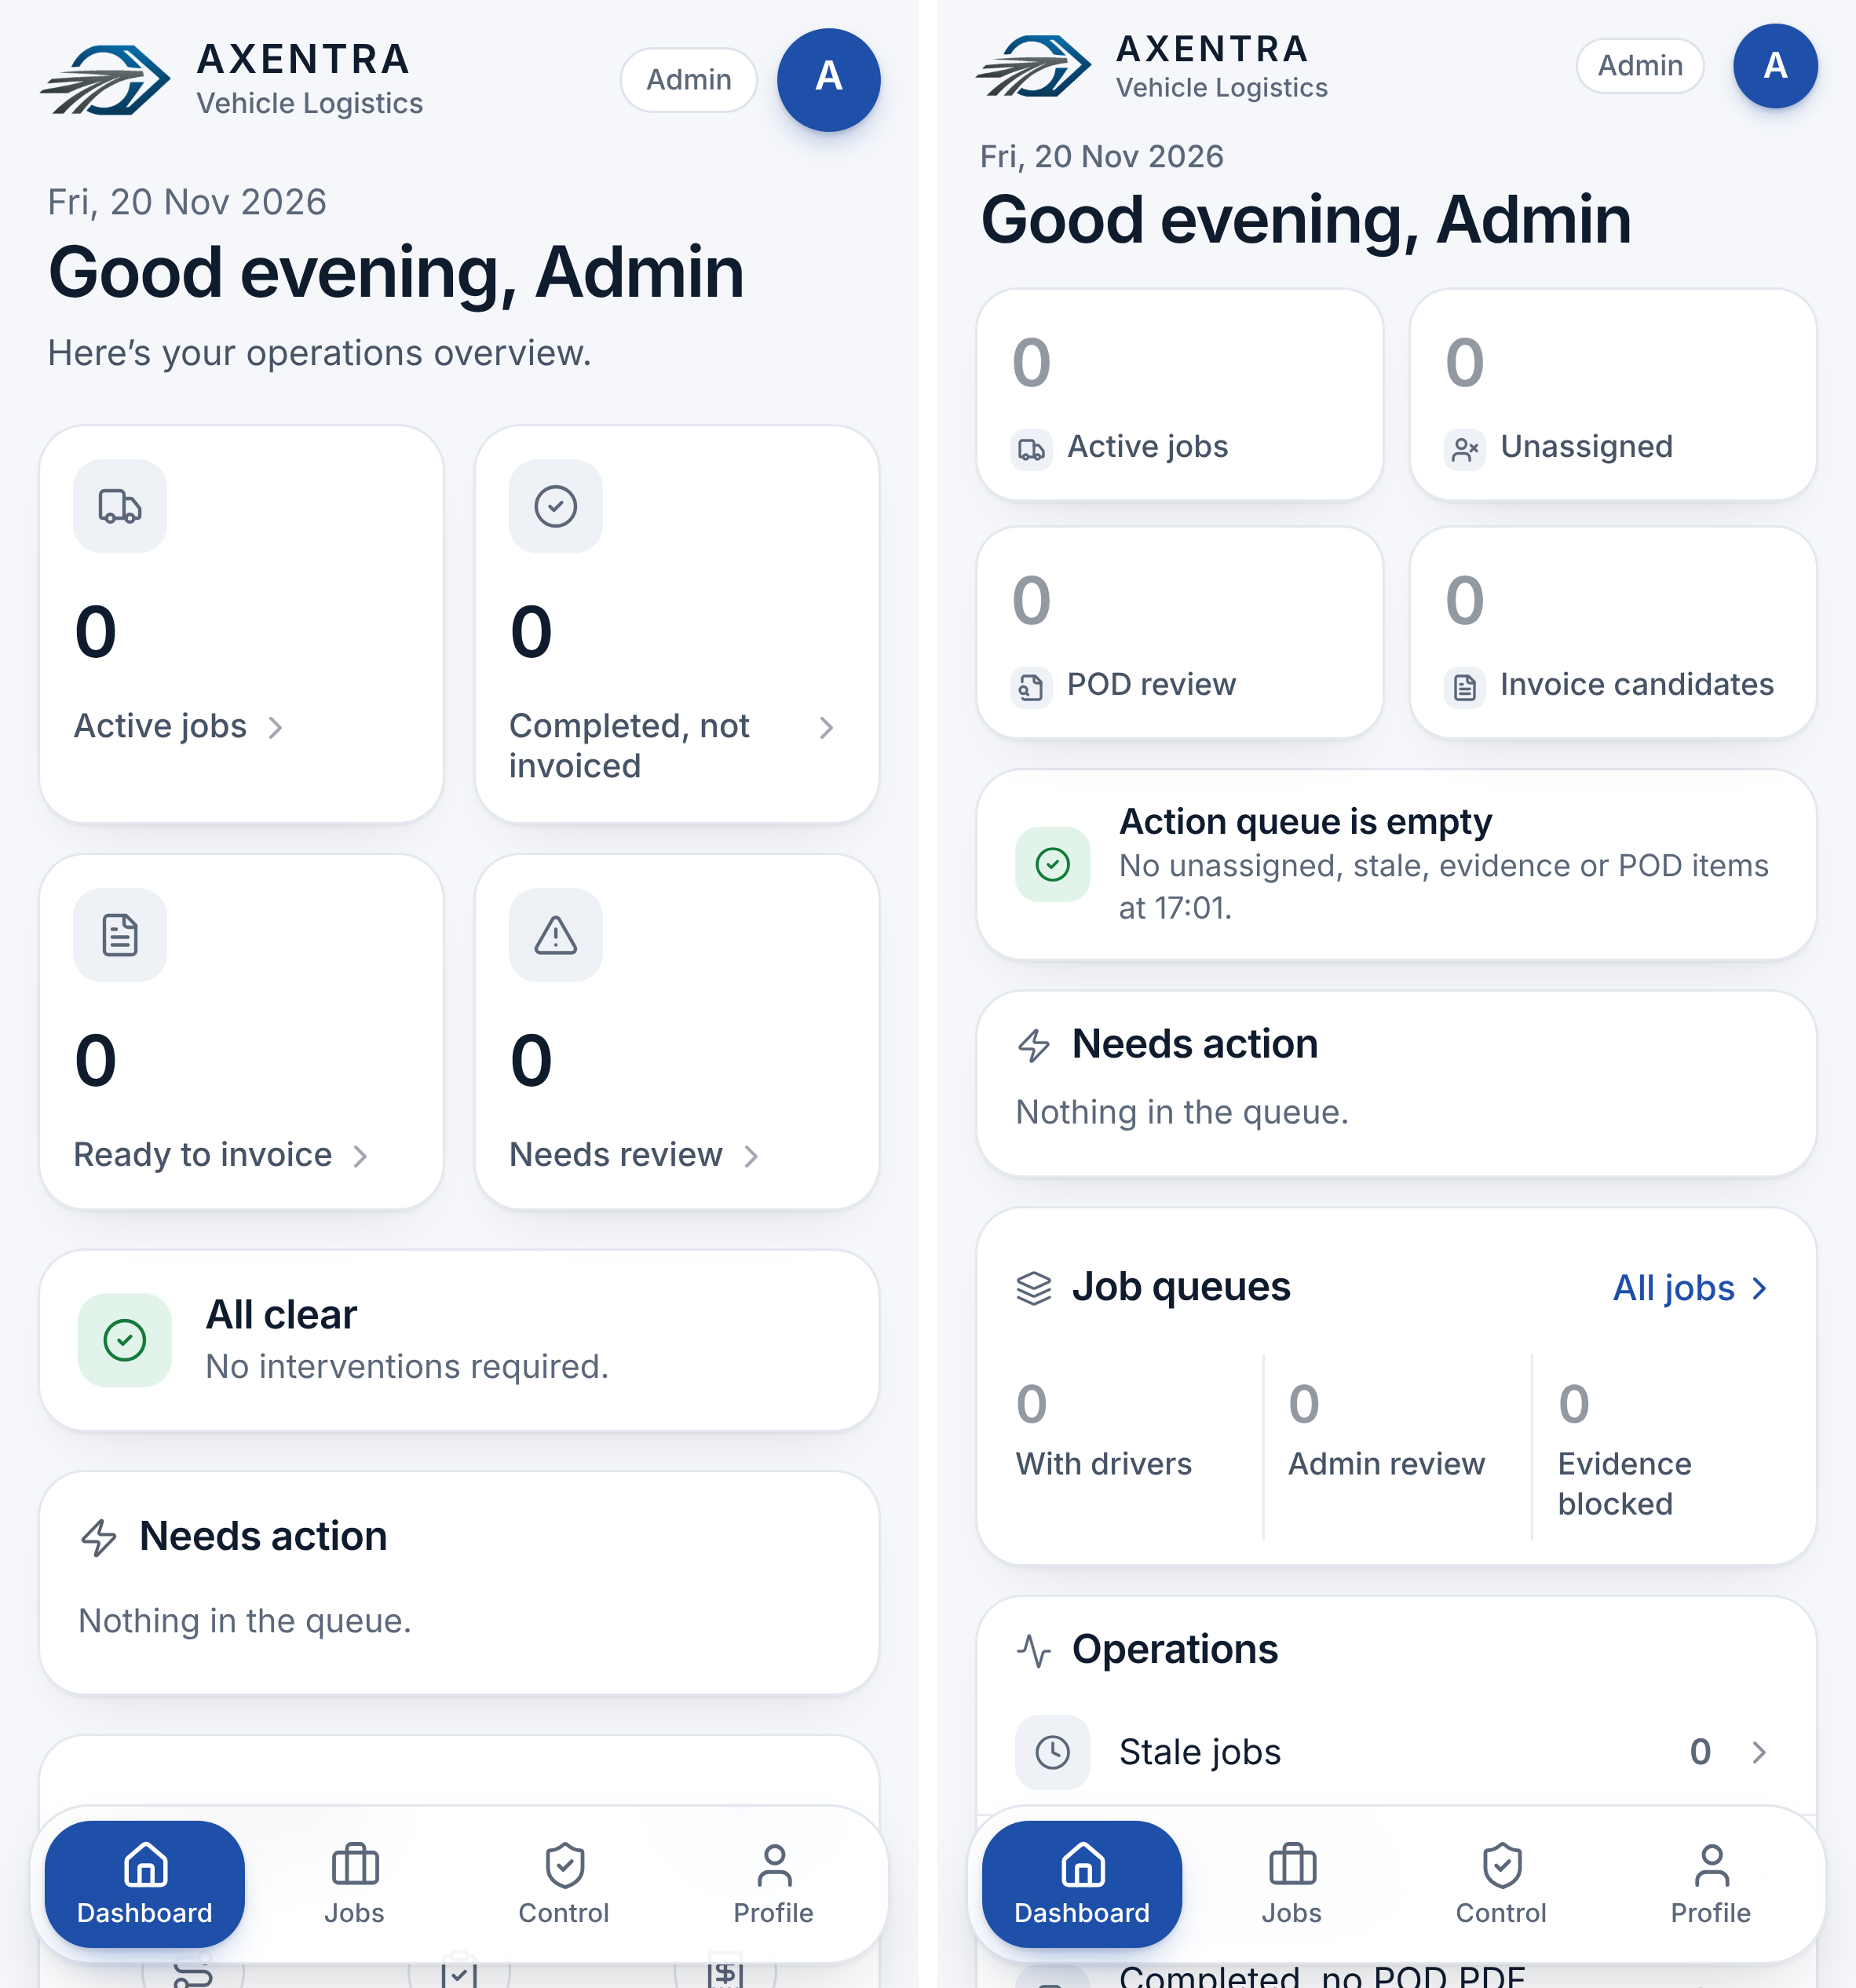 AXENTRA
Vehicle Logistics
Admin
A
Fri, 20 Nov 2026
Good evening, Admin
Here’s your operations overview.
0
Active jobs
0
Completed, not
invoiced
0
Ready to invoice
0
Needs review
All clear
No interventions required.
Needs action
Nothing in the queue.
Dashboard
Jobs
Control
Profile
AXENTRA
Vehicle Logistics
Admin
A
Fri, 20 Nov 2026
Good evening, Admin
0
Active jobs
0
Unassigned
0
POD review
0
Invoice candidates
Action queue is empty
No unassigned, stale, evidence or POD items
at 17:01.
Needs action
Nothing in the queue.
Job queues
All jobs
0
With drivers
0
Admin review
0
Evidence
blocked
Operations
Stale jobs
0
Dashboard
Jobs
Control
Profile
Completed, no POD PDF